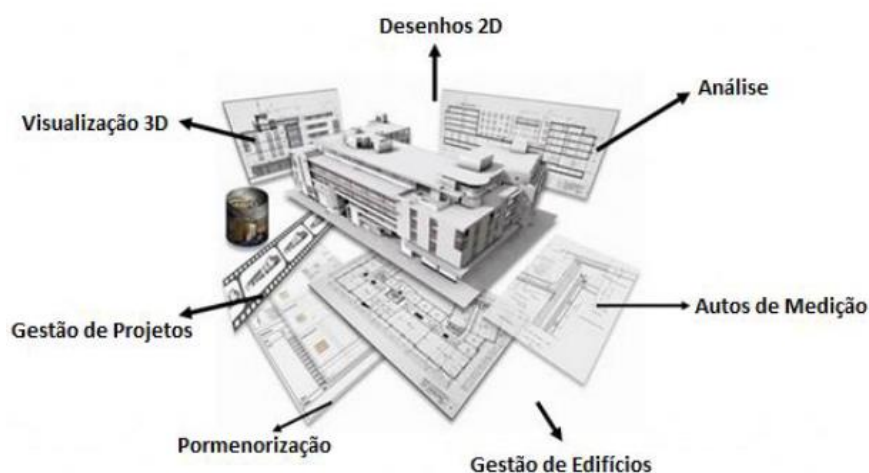 Desenhos 2D
Análise
Visualização 3D
Autos de Medição
Gestão de Projetos
Pormenorização
Gestão de Edifícios